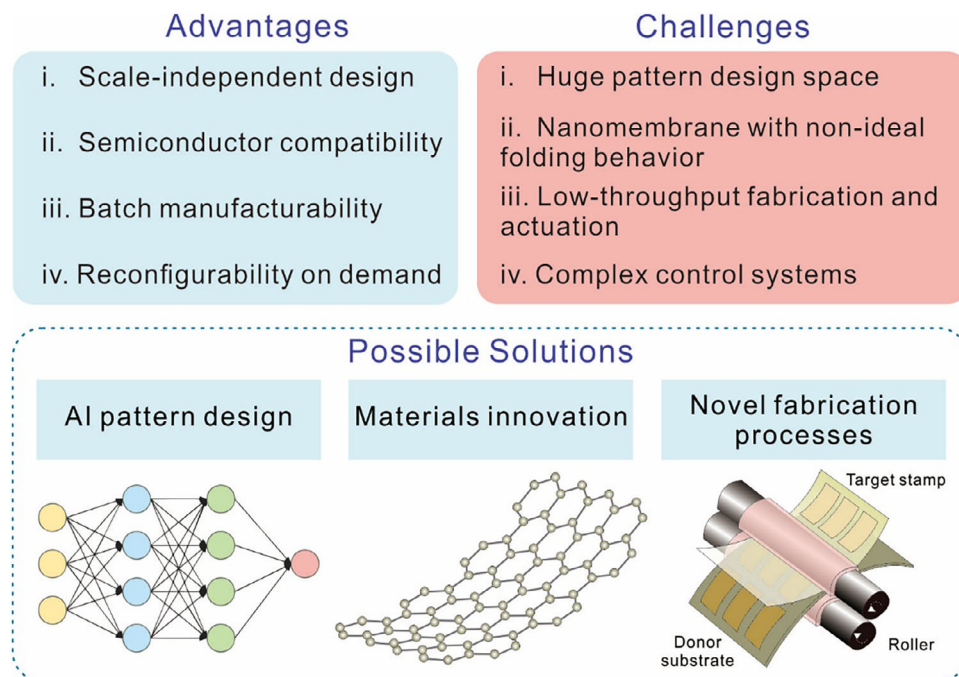 Advantages
i. Scale-independent design
ii. Semiconductor compatibility
iii. Batch manufacturability
iv. Reconfigurability on demand
Challenges
i. Huge pattern design space
ii. Nanomembrane with non-ideal
folding behavior
iii. Low-throughput fabrication and
actuation
iv. Complex control systems
Possible Solutions
AI pattern design
Materials innovation
Novel fabrication
processes
Target stamp
Donor
substrate
Roller